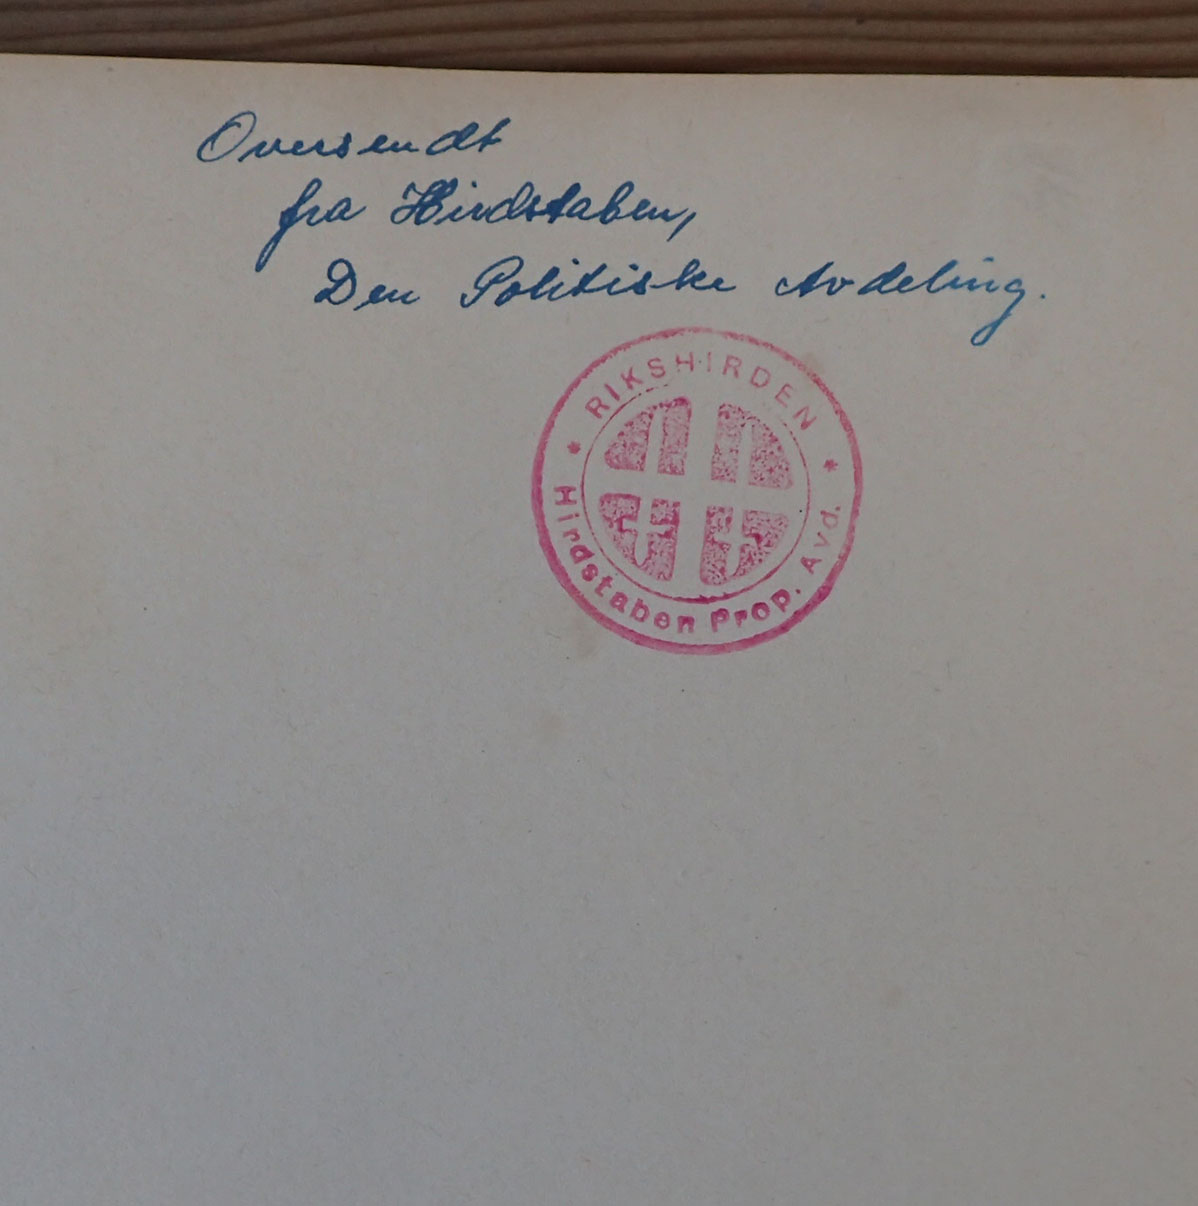 Oversendt
fra Hirdstaben,
Den Politiske Avdeling.
* RIKSHIRDEN *
Hirdstaben Prop. Avd.